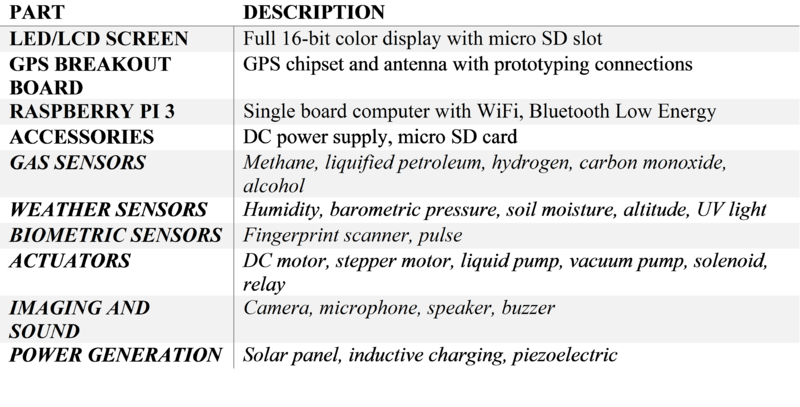 PART DESCRIPTION
LED/LCD SCREEN Full 16-bit color display with micro SD slot
GPS BREAKOUT GPS chipset and antenna with prototyping connections
BOARD
RASPBERRY PI 3 Single board computer with WiFi, Bluetooth Low Energy
ACCESSORIES DC power supply, micro SD card
GAS SENSORS Methane, liquified petroleum, hydrogen, carbon monoxide,
alcohol
WEATHER SENSORS Humidity, barometric pressure, soil moisture, altitude, UV light
BIOMETRIC SENSORS Fingerprint scanner, pulse
ACTUATORS DC motor, stepper motor, liquid pump, vacuum pump, solenoid,
relay
IMAGING AND Camera, microphone, speaker, buzzer
SOUND
POWER GENERATION Solar panel, inductive charging, piezoelectric